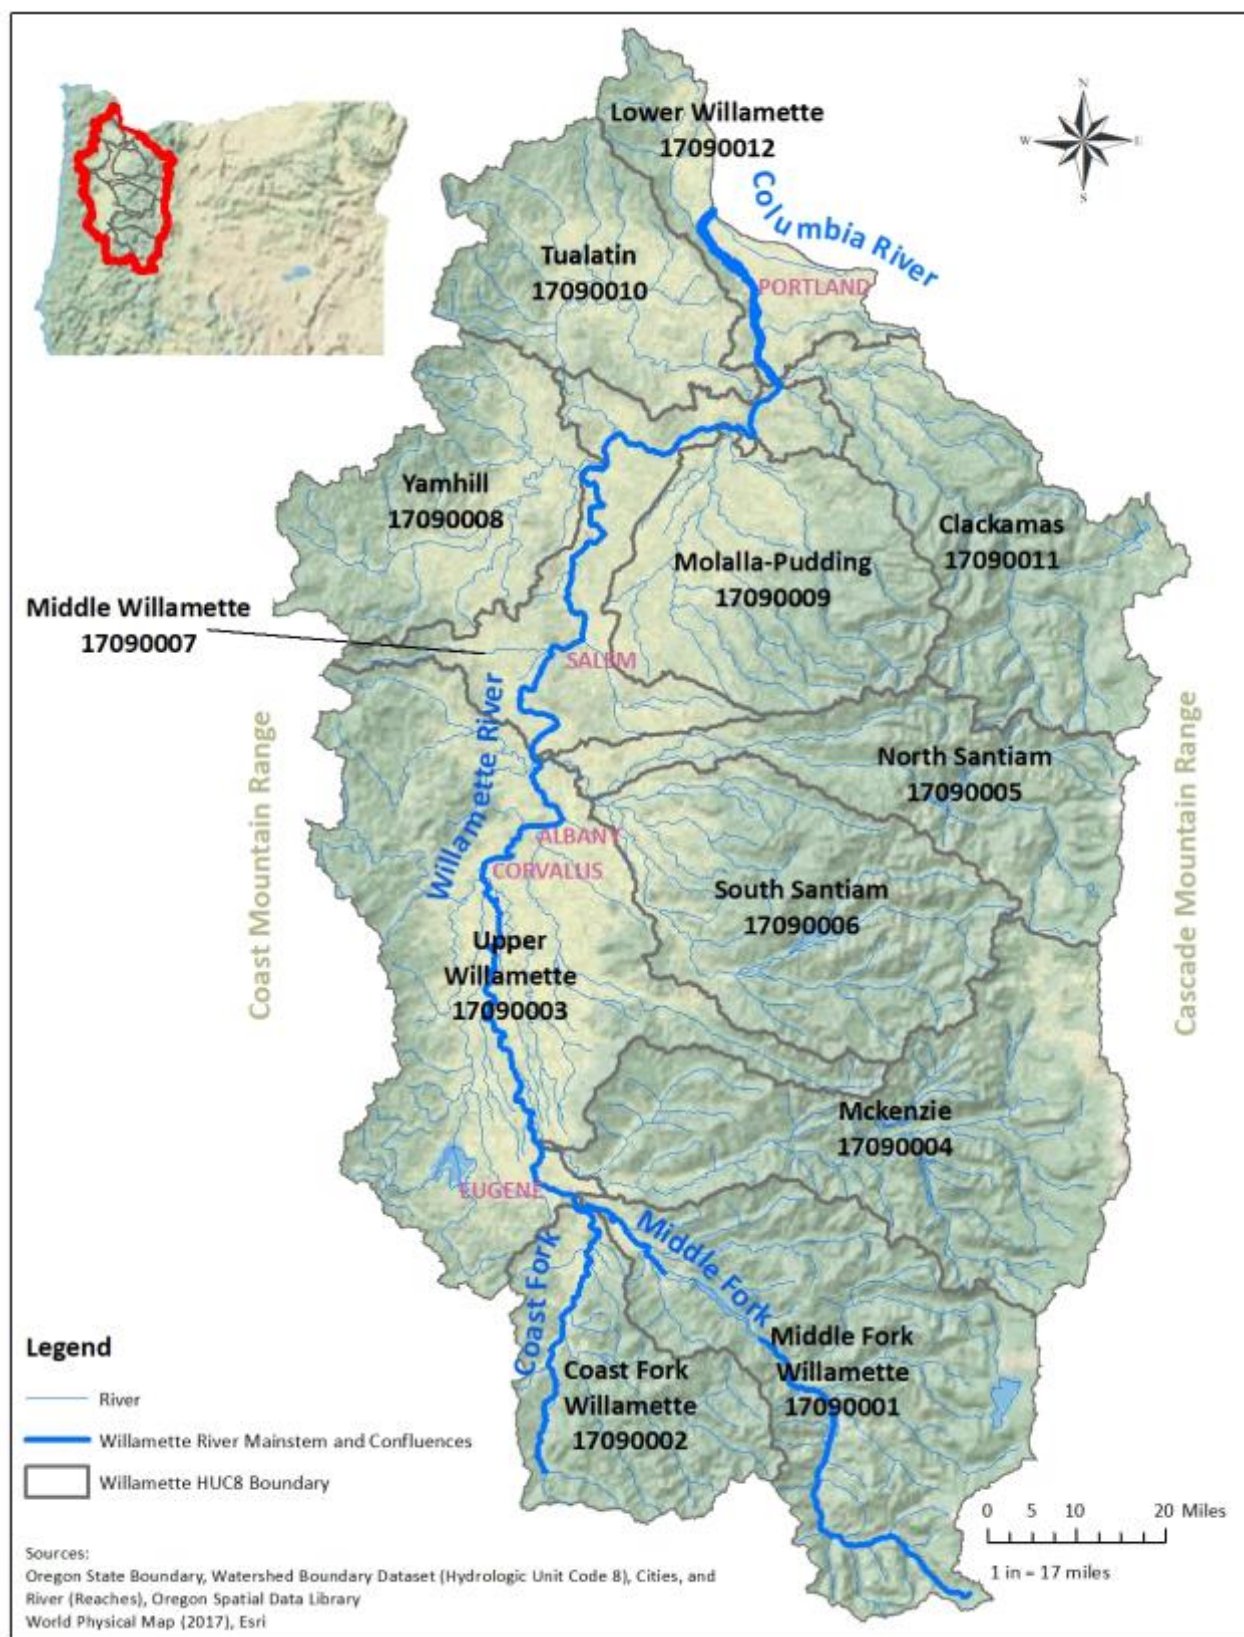 N
W
E
S
Lower Willamette
17090012
Columbia River
Tualatin
17090010
PORTLAND
Yamhill
17090008
Clackamas
17090011
Molalla-Pudding
17090009
Middle Willamette
17090007
SALEM
Willamette River
Coast Mountain Range
Cascade Mountain Range
North Santiam
17090005
ALBANY
CORVALLIS
South Santiam
17090006
Upper
Willamette
17090003
Mckenzie
17090004
EUGENE
Coast Fork
Middle Fork
Middle Fork
Willamette
17090001
Coast Fork
Willamette
17090002
Legend
River
Willamette River Mainstem and Confluences
Willamette HUC8 Boundary
0 5 10 20 Miles
1 in = 17 miles
Sources:
Oregon State Boundary, Watershed Boundary Dataset (Hydrologic Unit Code 8), Cities, and
River (Reaches), Oregon Spatial Data Library
World Physical Map (2017), Esri